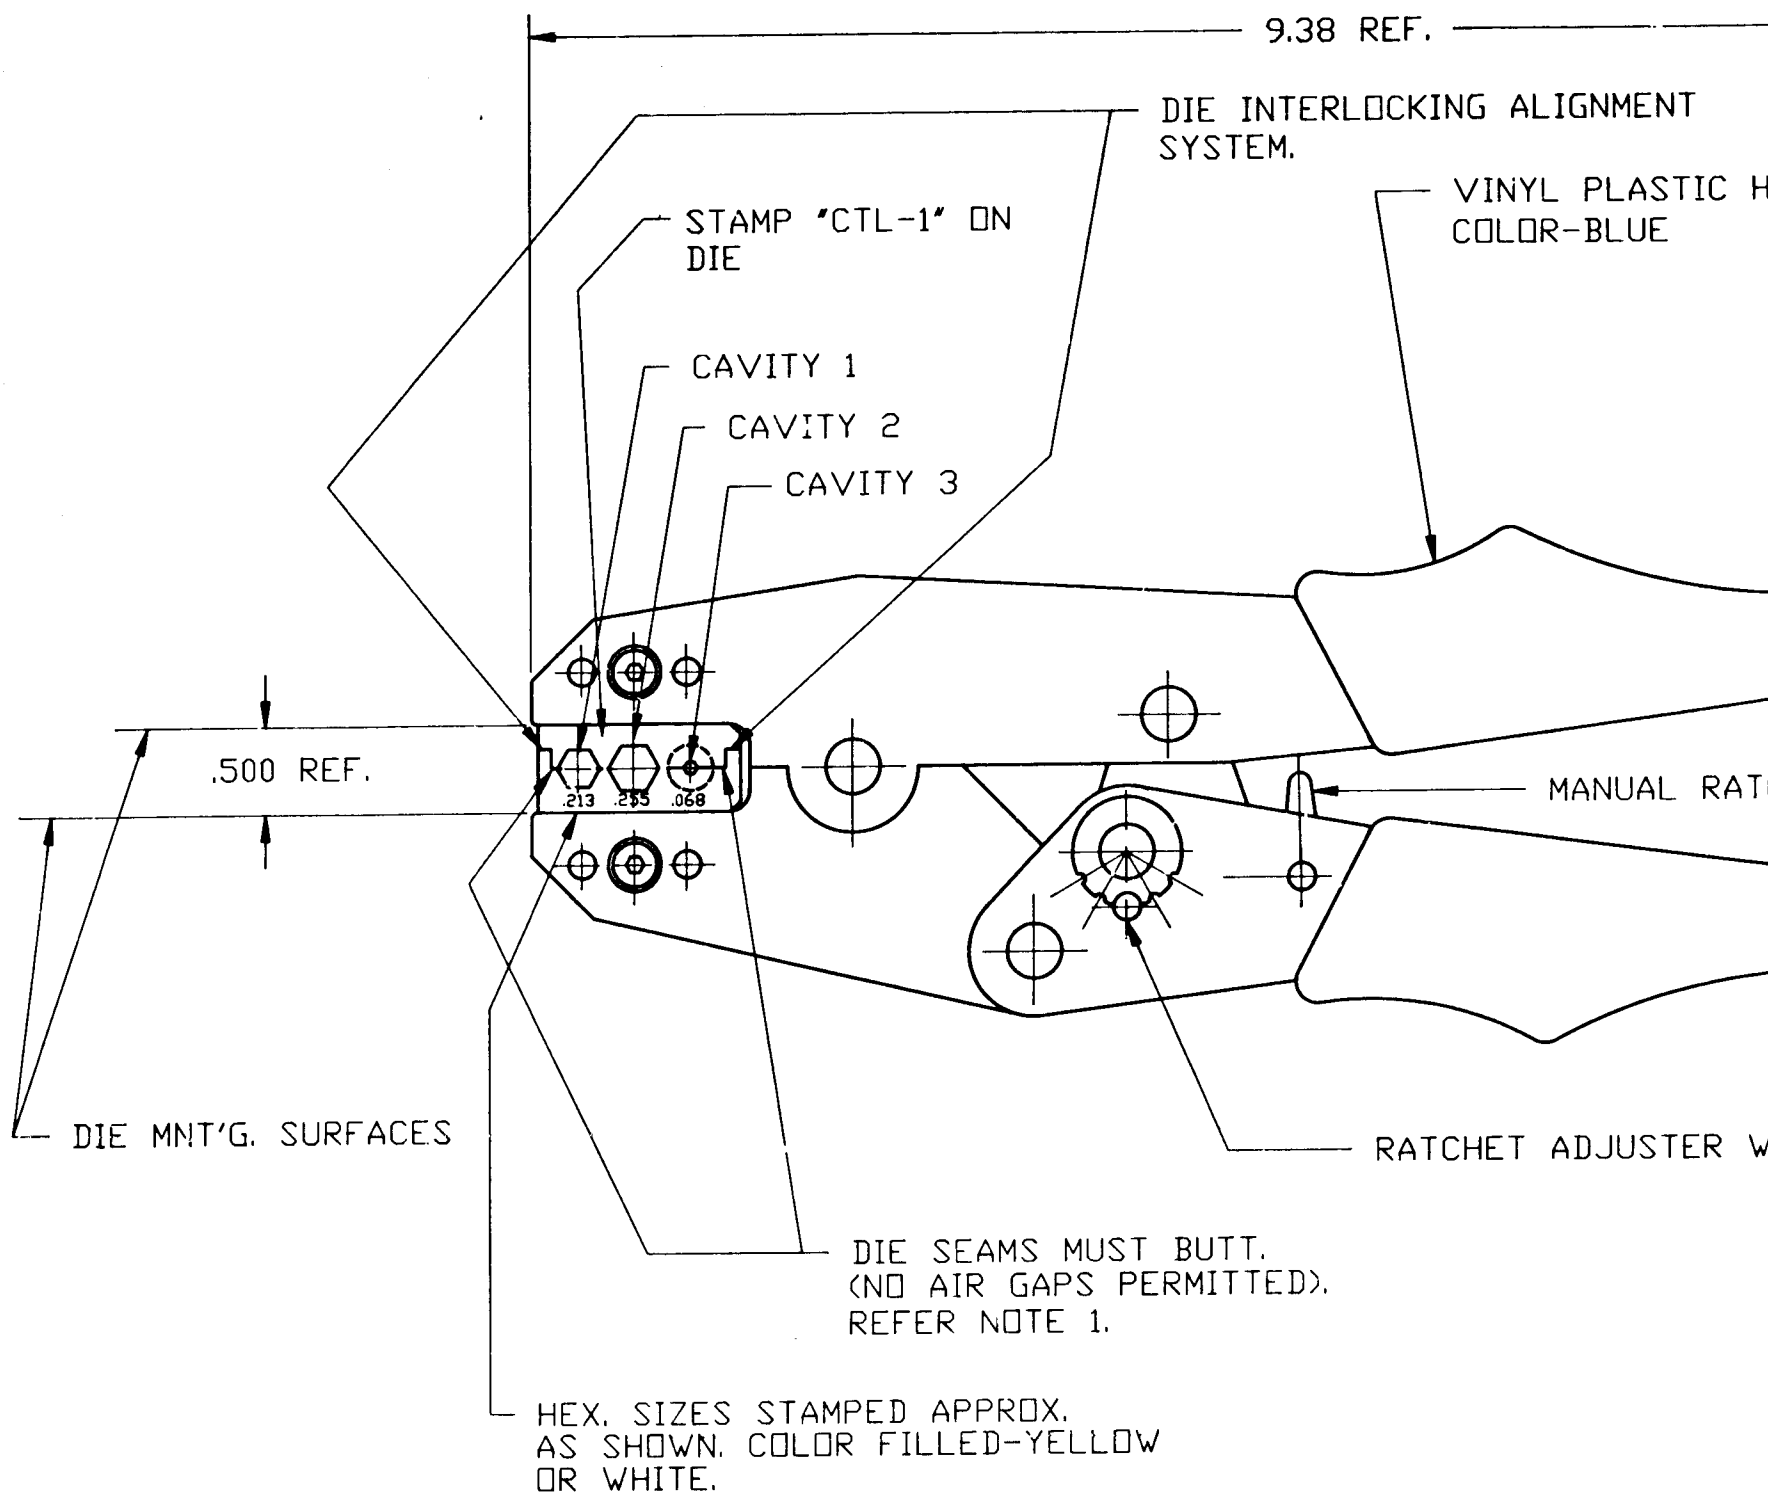 9.38 REF.
DIE INTERLOCKING ALIGNMENT
SYSTEM.
VINYL PLASTIC H
COLOR-BLUE
STAMP "CTL-1" ON
DIE
CAVITY 1
CAVITY 2
CAVITY 3
.500 REF.
.213 .255 .068
MANUAL RAT
DIE MNT'G. SURFACES
RATCHET ADJUSTER W
DIE SEAMS MUST BUTT.
(NO AIR GAPS PERMITTED).
REFER NOTE 1.
HEX. SIZES STAMPED APPROX.
AS SHOWN. COLOR FILLED-YELLOW
OR WHITE.